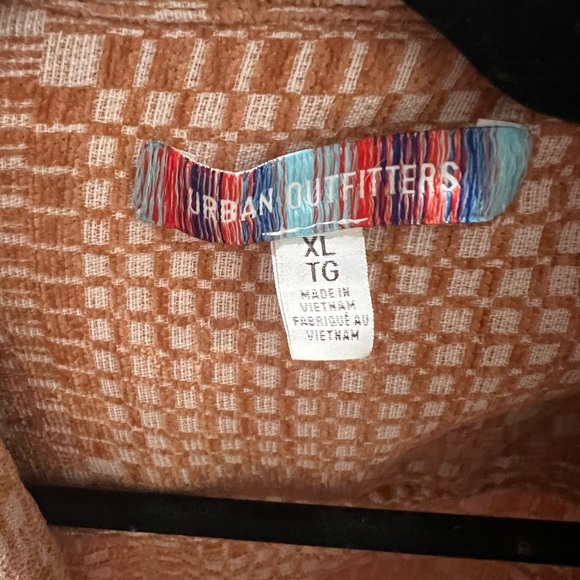 URBAN OUTFITTERS
XL
TG
MADE IN
VIETNAM
FABRIQUÉ AU
VIETNAM